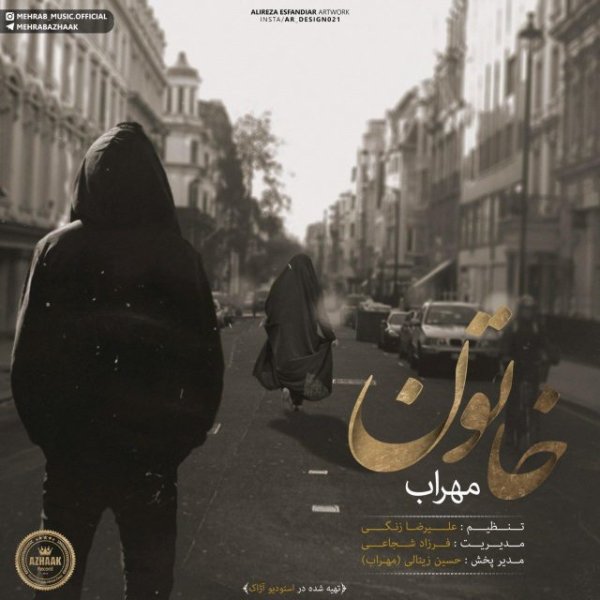 MEHRAB_MUSIC.OFFICIAL
MEHRABAZHAAK
ALIREZA ESFANDIAR ARTWORK
INSTA/AR_DESIGN021
خاتون
مهراب
تنظیم : علیرضا زنگی
مدیریت : فرزاد شجاعی
مدیر پخش : حسین زینالی (مهراب)
تهیه شده در استودیو آژاک
AZHAAK
Record